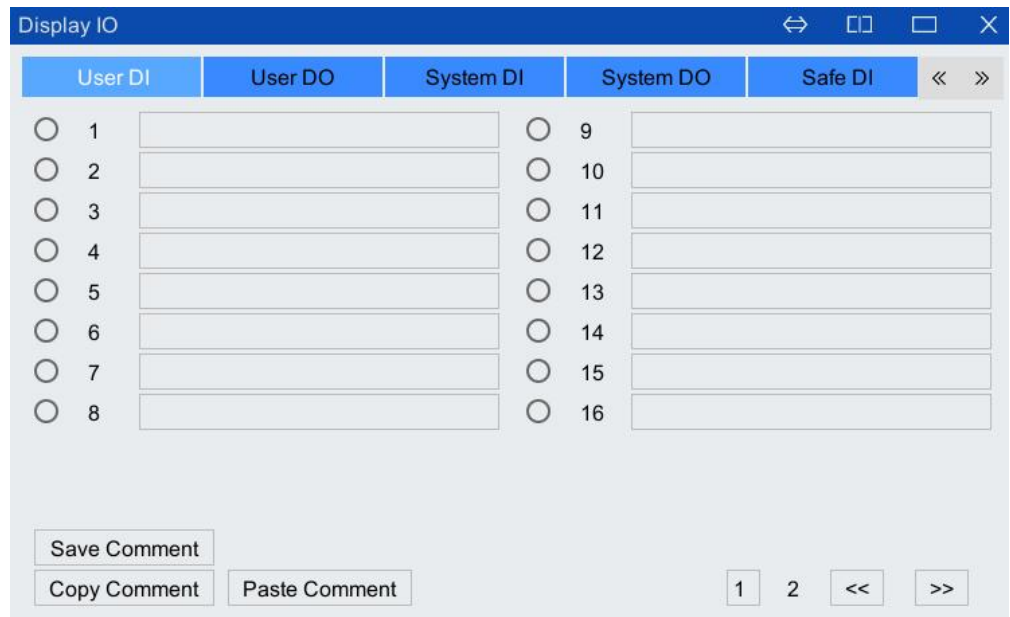 Display IO
User DI User DO System DI System DO Safe DI « »
1 9
2 10
3 11
4 12
5 13
6 14
7 15
8 16
Save Comment
Copy Comment Paste Comment 1 2 << >>